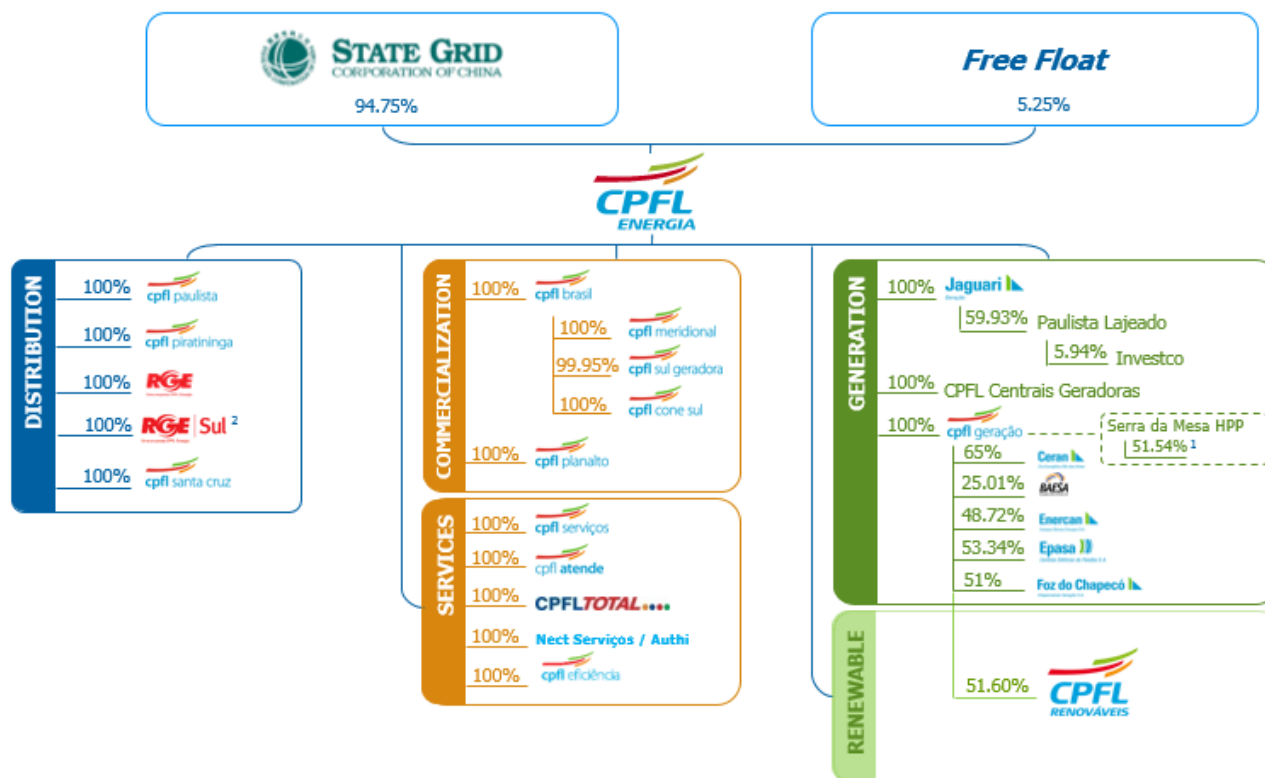 STATE GRID
CORPORATION OF CHINA
94.75%
Free Float
5.25%
CPFL
ENERGIA
DISTRIBUTION
100% cpfl paulista
100% cpfl piratininga
100% RGE
100% RGE Sul 2
100% cpfl santa cruz
COMMERCIALIZATION
100% cpfl brasil
100% cpfl meridional
99.95% cpfl sul geradora
100% cpfl cone sul
100% cpfl planalto
SERVICES
100% cpfl serviços
100% cpfl atende
100% CPFLTOTAL
100% Nect Serviços / Authi
100% cpfl eficiência
GENERATION
100% Jaguari
Geração
59.93% Paulista Lajeado
5.94% Investco
100% CPFL Centrais Geradoras
100% cpfl geração
Serra da Mesa HPP
51.54% 1
65% Ceran
25.01% BAESA
48.72% Enercan
53.34% Epasa
51% Foz do Chapecó
RENEWABLE
51.60% CPFL
RENOVÁVEIS